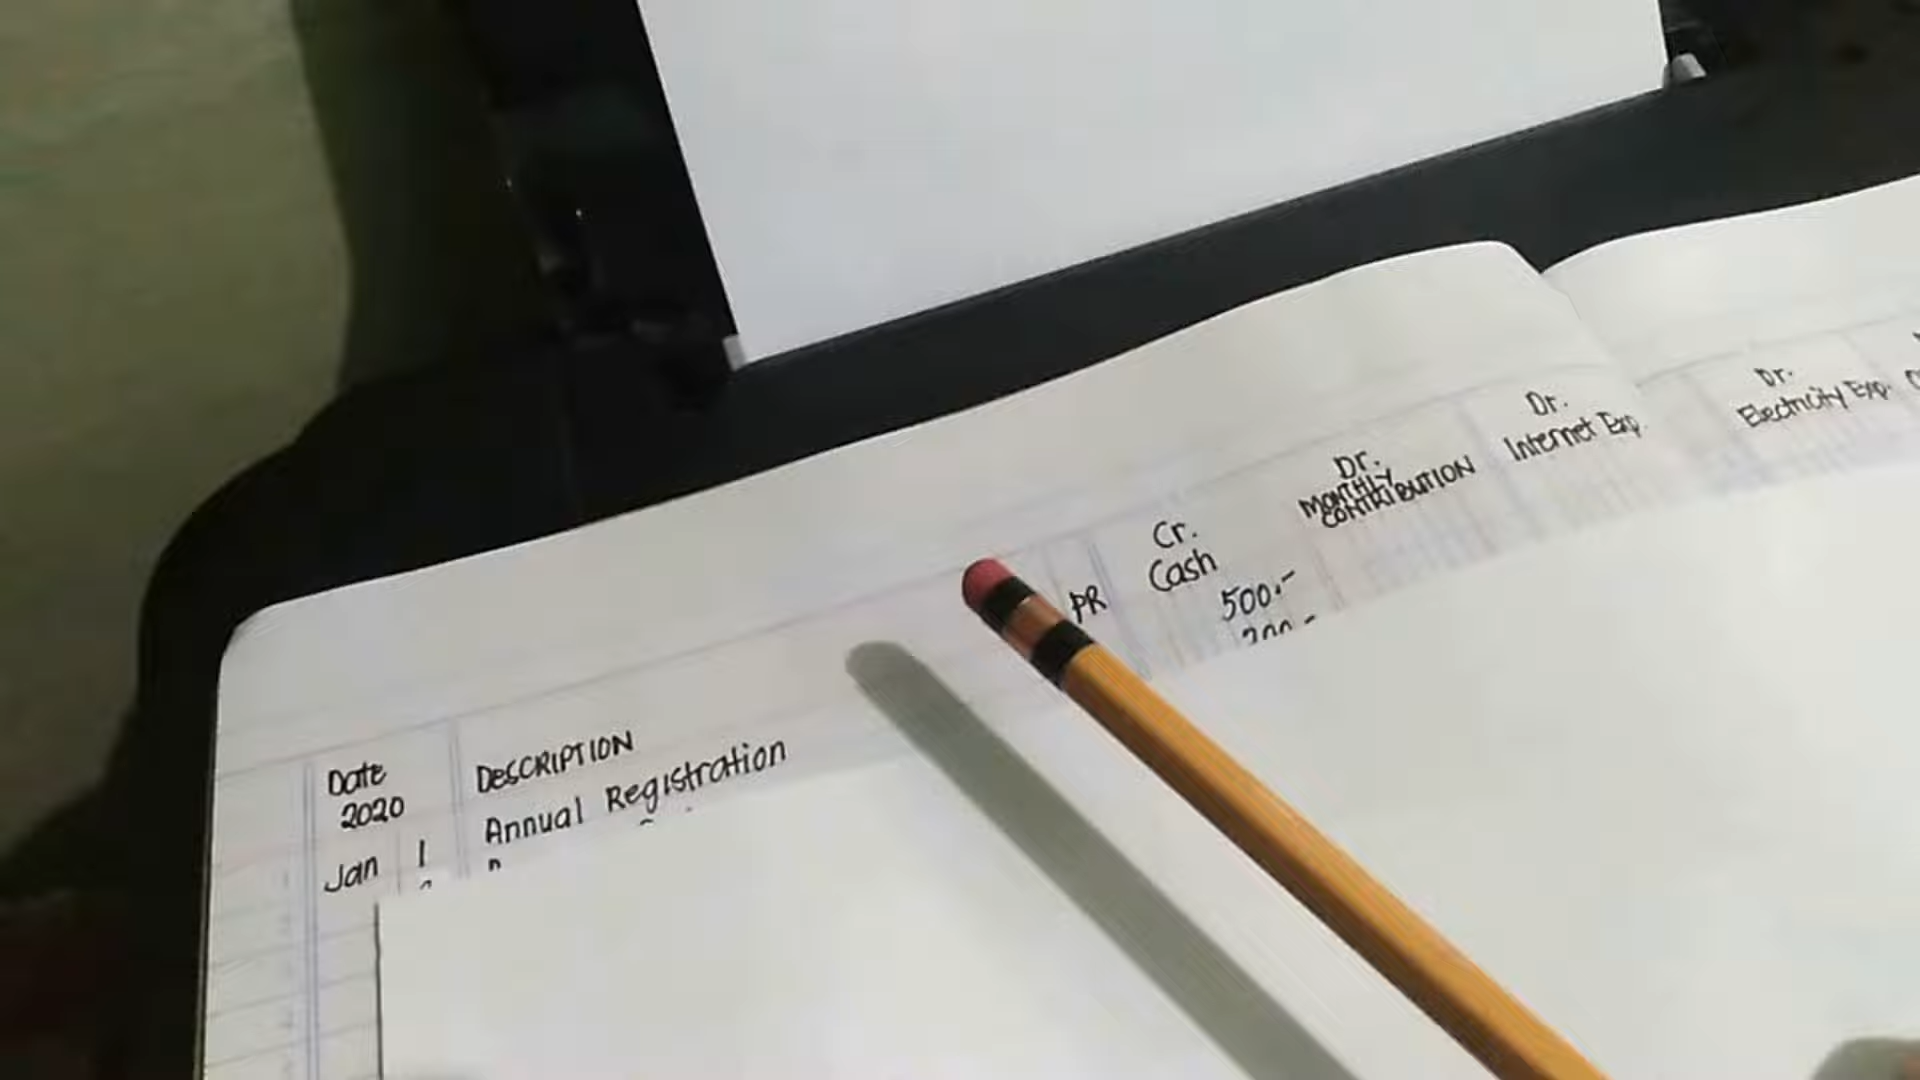 Date
2020
DESCRIPTION
PR
Cr.
Cash
Dr.
MONTHLY
CONTRIBUTION
Dr.
Internet Exp.
Dr.
Electricity Exp.
Jan 1 Annual Registration 500.-